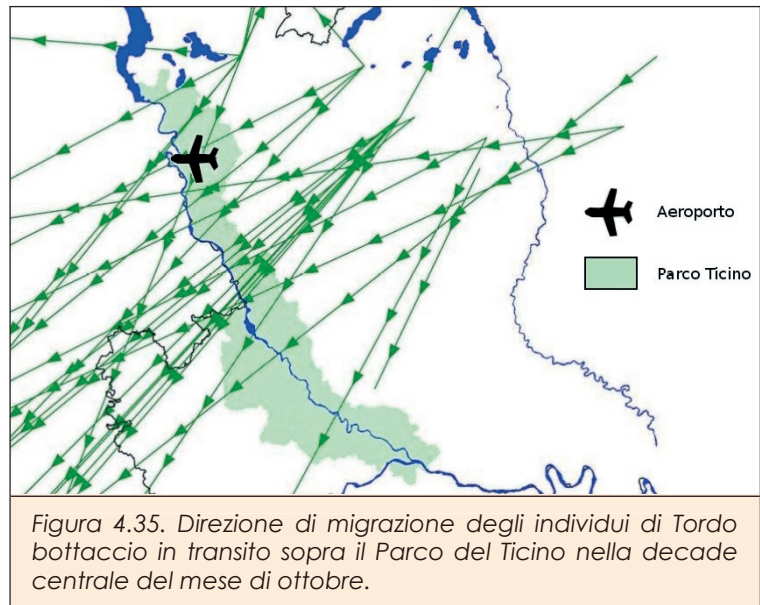 Aeroporto
Parco Ticino
Figura 4.35. Direzione di migrazione degli individui di Tordo
bottaccio in transito sopra il Parco del Ticino nella decade
centrale del mese di ottobre.